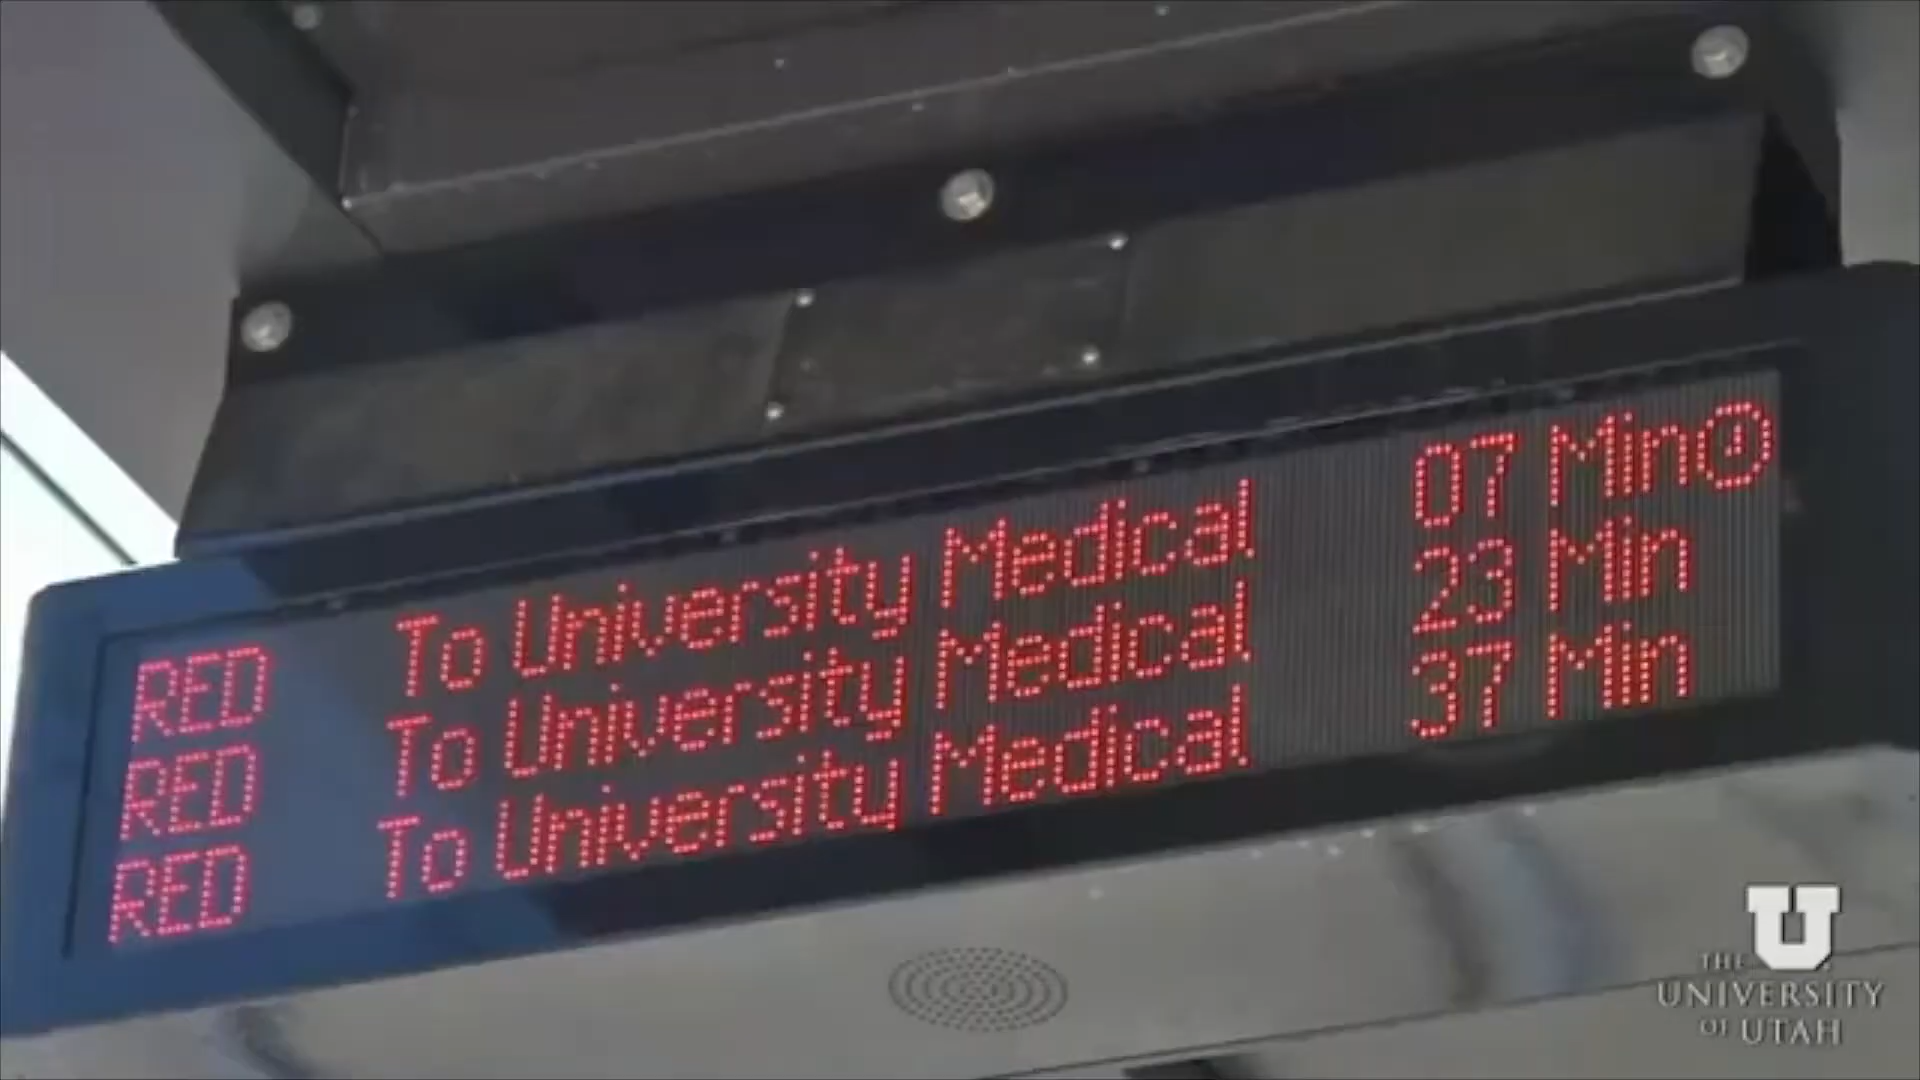 RED To University Medical 07 Min
RED To University Medical 23 Min
RED To University Medical 37 Min
U
THE
UNIVERSITY
OF UTAH